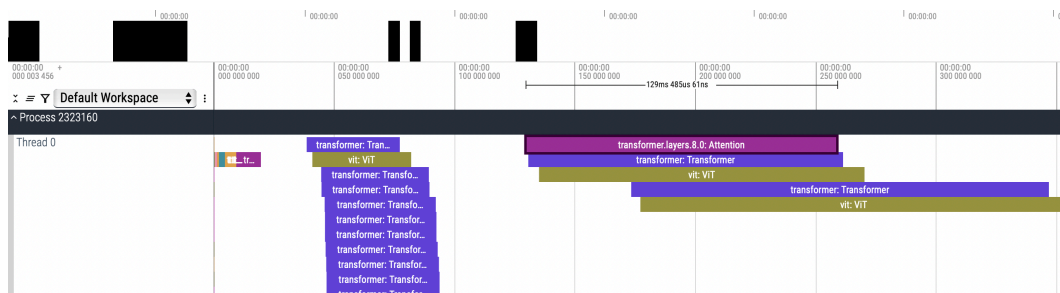 00:00:00 00:00:00 00:00:00 00:00:00 00:00:00 00:00:00
00:00:00 + 00:00:00 00:00:00 00:00:00 00:00:00 00:00:00 00:00:00 00:00:00
000 003 456 000 000 000 050 000 000 100 000 000 150 000 000 200 000 000 250 000 000 300 000 000
129ms 485us 61ns
Default Workspace
Process 2323160
Thread 0
transformer: Tran... transformer.layers.8.0: Attention
tr... vit: ViT transformer: Transformer
transformer: Transfo... vit: ViT
transformer: Transfo... transformer: Transformer
transformer: Transfo... vit: ViT
transformer: Transfor...
transformer: Transfor...
transformer: Transfor...
transformer: Transfor...
transformer: Transfor...